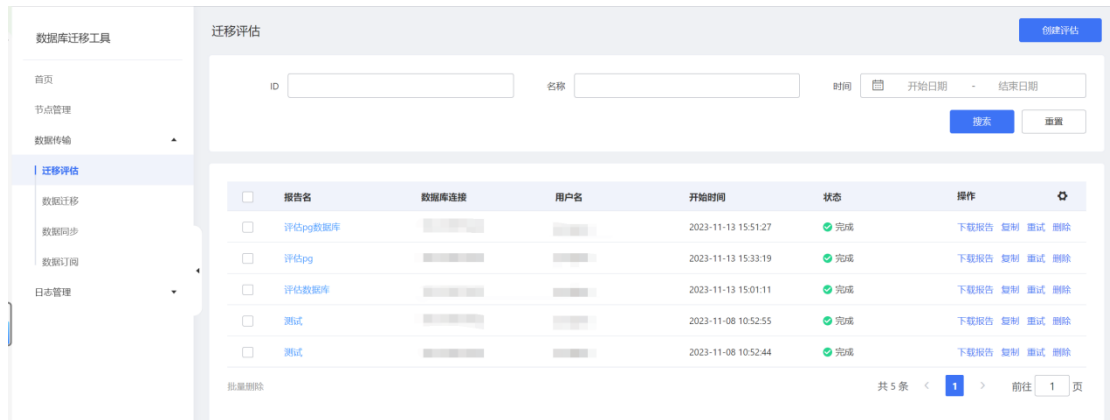 数据库迁移工具
首页
节点管理
数据传输
迁移评估
数据迁移
数据同步
数据订阅
日志管理
迁移评估
创建评估
ID
名称
时间 开始日期 - 结束日期
搜索 重置
报告名 数据库连接 用户名 开始时间 状态 操作
评估pg数据库 2023-11-13 15:51:27 完成 下载报告 复制 重试 删除
评估pg 2023-11-13 15:33:19 完成 下载报告 复制 重试 删除
评估数据库 2023-11-13 15:01:11 完成 下载报告 复制 重试 删除
测试 2023-11-08 10:52:55 完成 下载报告 复制 重试 删除
测试 2023-11-08 10:52:44 完成 下载报告 复制 重试 删除
批量删除 共 5 条 < 1 > 前往 1 页